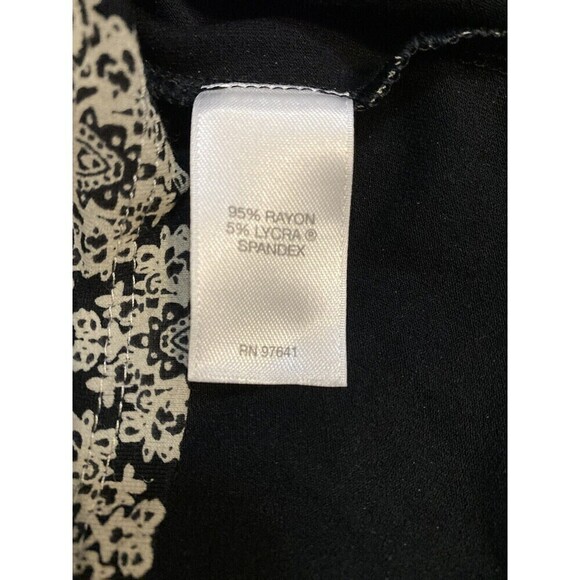 95% RAYON
5% LYCRA ®
SPANDEX
RN 97641